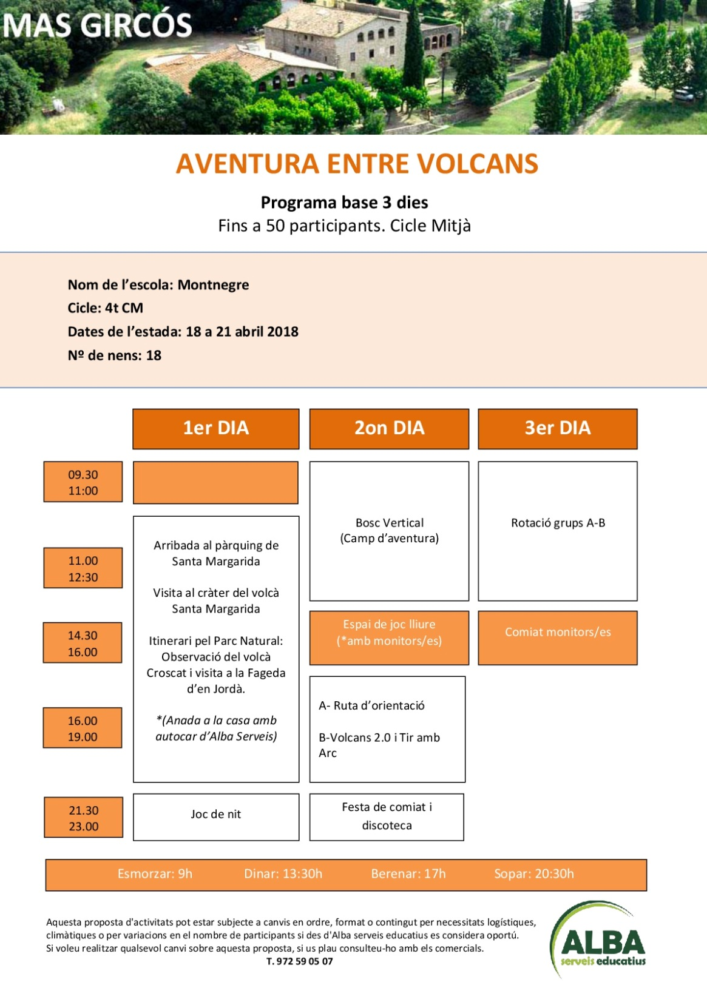 MAS GIRCÓS
AVENTURA ENTRE VOLCANS
Programa base 3 dies
Fins a 50 participants. Cicle Mitjà
Nom de l’escola: Montnegre
Cicle: 4t CM
Dates de l’estada: 18 a 21 abril 2018
Nº de nens: 18
1er DIA
2on DIA
3er DIA
09.30
11:00
11.00
12:30
14.30
16.00
16.00
19.00
21.30
23.00
Arribada al pàrquing de
Santa Margarida
Visita al cràter del volcà
Santa Margarida
Itinerari pel Parc Natural:
Observació del volcà
Croscat i visita a la Fageda
d’en Jordà.
*(Anada a la casa amb
autocar d’Alba Serveis)
Joc de nit
Bosc Vertical
(Camp d’aventura)
Espai de joc lliure
(*amb monitors/es)
A- Ruta d’orientació
B-Volcans 2.0 i Tir amb
Arc
Festa de comiat i
discoteca
Rotació grups A-B
Comiat monitors/es
Esmorzar: 9h Dinar: 13:30h Berenar: 17h Sopar: 20:30h
Aquesta proposta d'activitats pot estar subjecte a canvis en ordre, format o contingut per necessitats logístiques,
climàtiques o per variacions en el nombre de participants si des d'Alba serveis educatius es considera oportú.
Si voleu realitzar qualsevol canvi sobre aquesta proposta, si us plau consulteu-ho amb els comercials.
T. 972 59 05 07
ALBA
serveis educatius